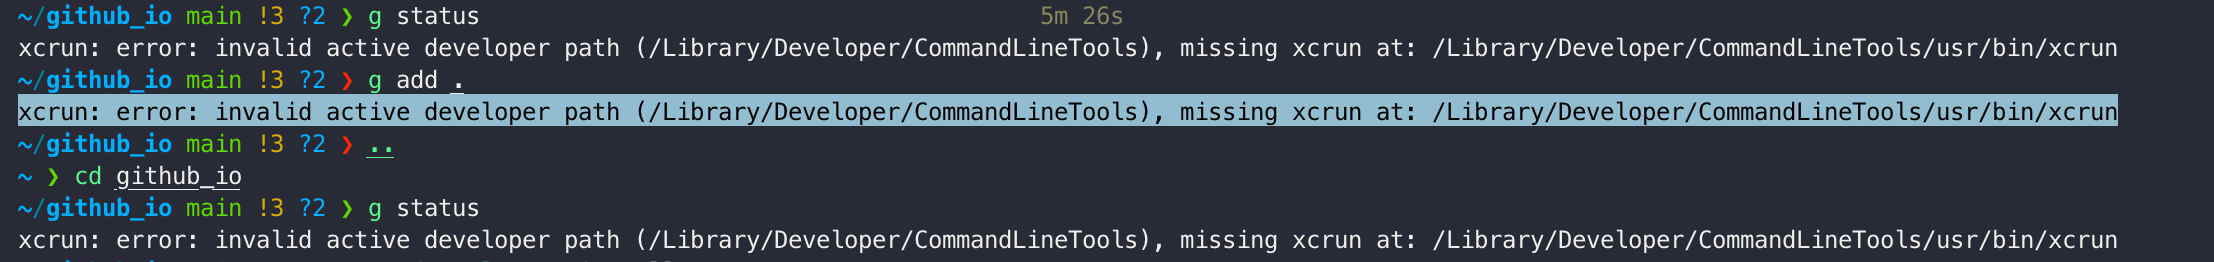 ~/github_io main !3 ?2 ❯ g status 5m 26s
xcrun: error: invalid active developer path (/Library/Developer/CommandLineTools), missing xcrun at: /Library/Developer/CommandLineTools/usr/bin/xcrun
~/github_io main !3 ?2 ❯ g add .
xcrun: error: invalid active developer path (/Library/Developer/CommandLineTools), missing xcrun at: /Library/Developer/CommandLineTools/usr/bin/xcrun
~/github_io main !3 ?2 ❯ ..
~ ❯ cd github_io
~/github_io main !3 ?2 ❯ g status
xcrun: error: invalid active developer path (/Library/Developer/CommandLineTools), missing xcrun at: /Library/Developer/CommandLineTools/usr/bin/xcrun